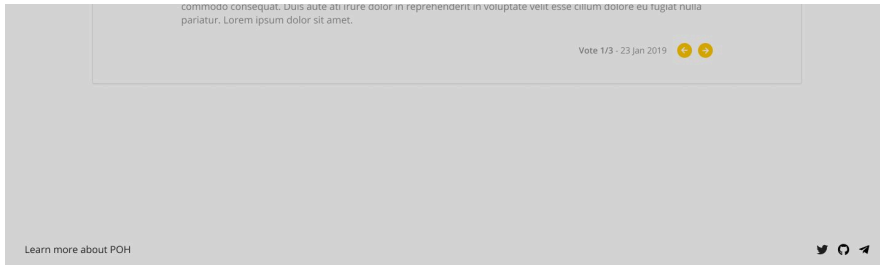 commodo consequat. Duis aute ati irure dolor in reprehenderit in voluptate velit esse cillum dolore eu fugiat nulla
pariatur. Lorem ipsum dolor sit amet.
Vote 1/3 - 23 Jan 2019
Learn more about POH